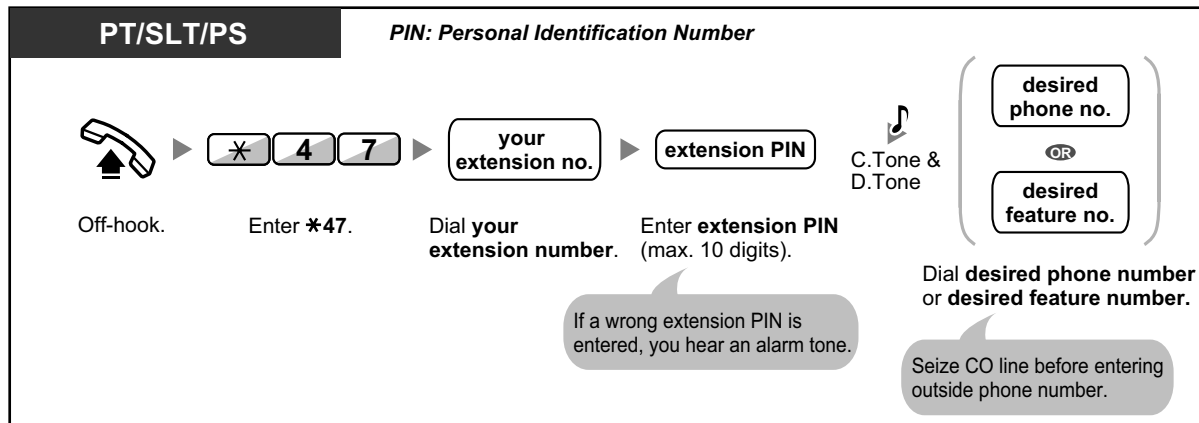 PT/SLT/PS
PIN: Personal Identification Number
* 4 7
your
extension no.
extension PIN
C.Tone &
D.Tone
desired
phone no.
OR
desired
feature no.
Off-hook.
Enter *47.
Dial your
extension number.
Enter extension PIN
(max. 10 digits).
Dial desired phone number
or desired feature number.
If a wrong extension PIN is
entered, you hear an alarm tone.
Seize CO line before entering
outside phone number.